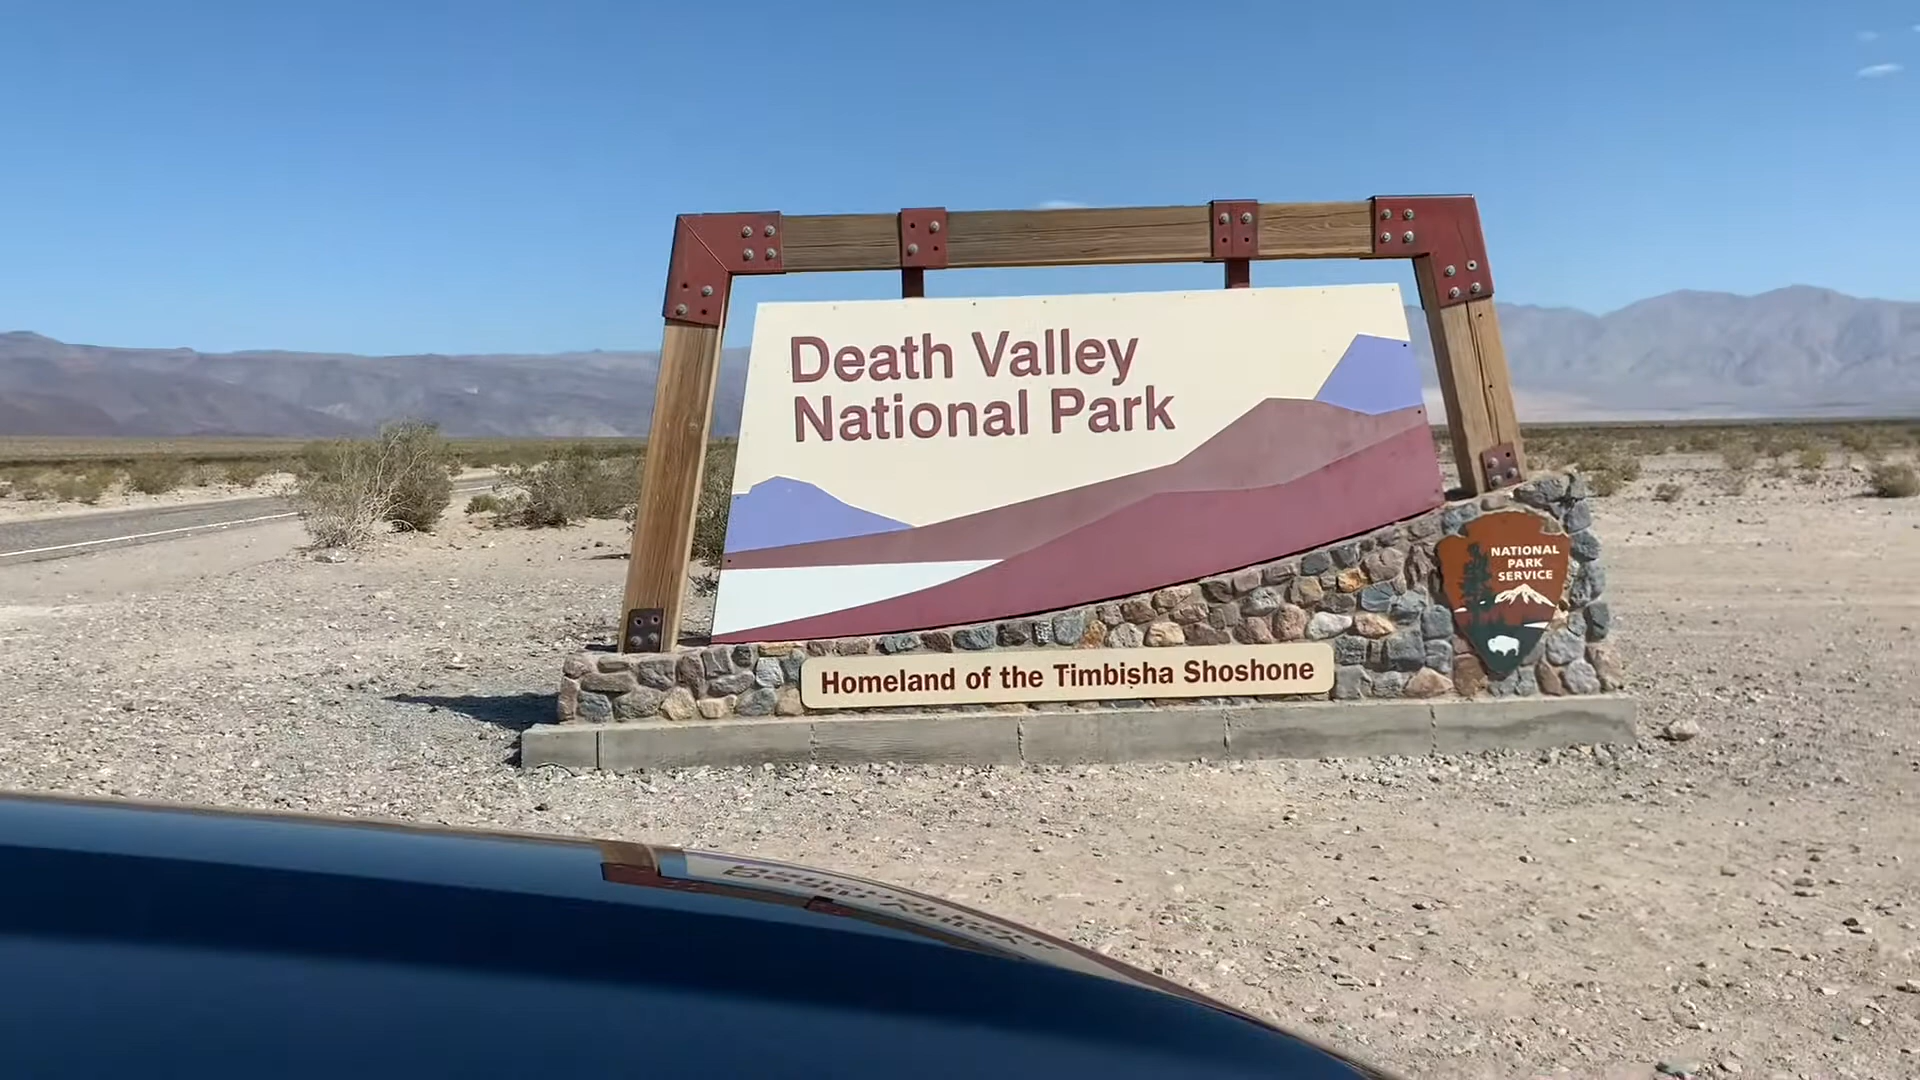 Death Valley
National Park
NATIONAL
PARK
SERVICE
Homeland of the Timbisha Shoshone